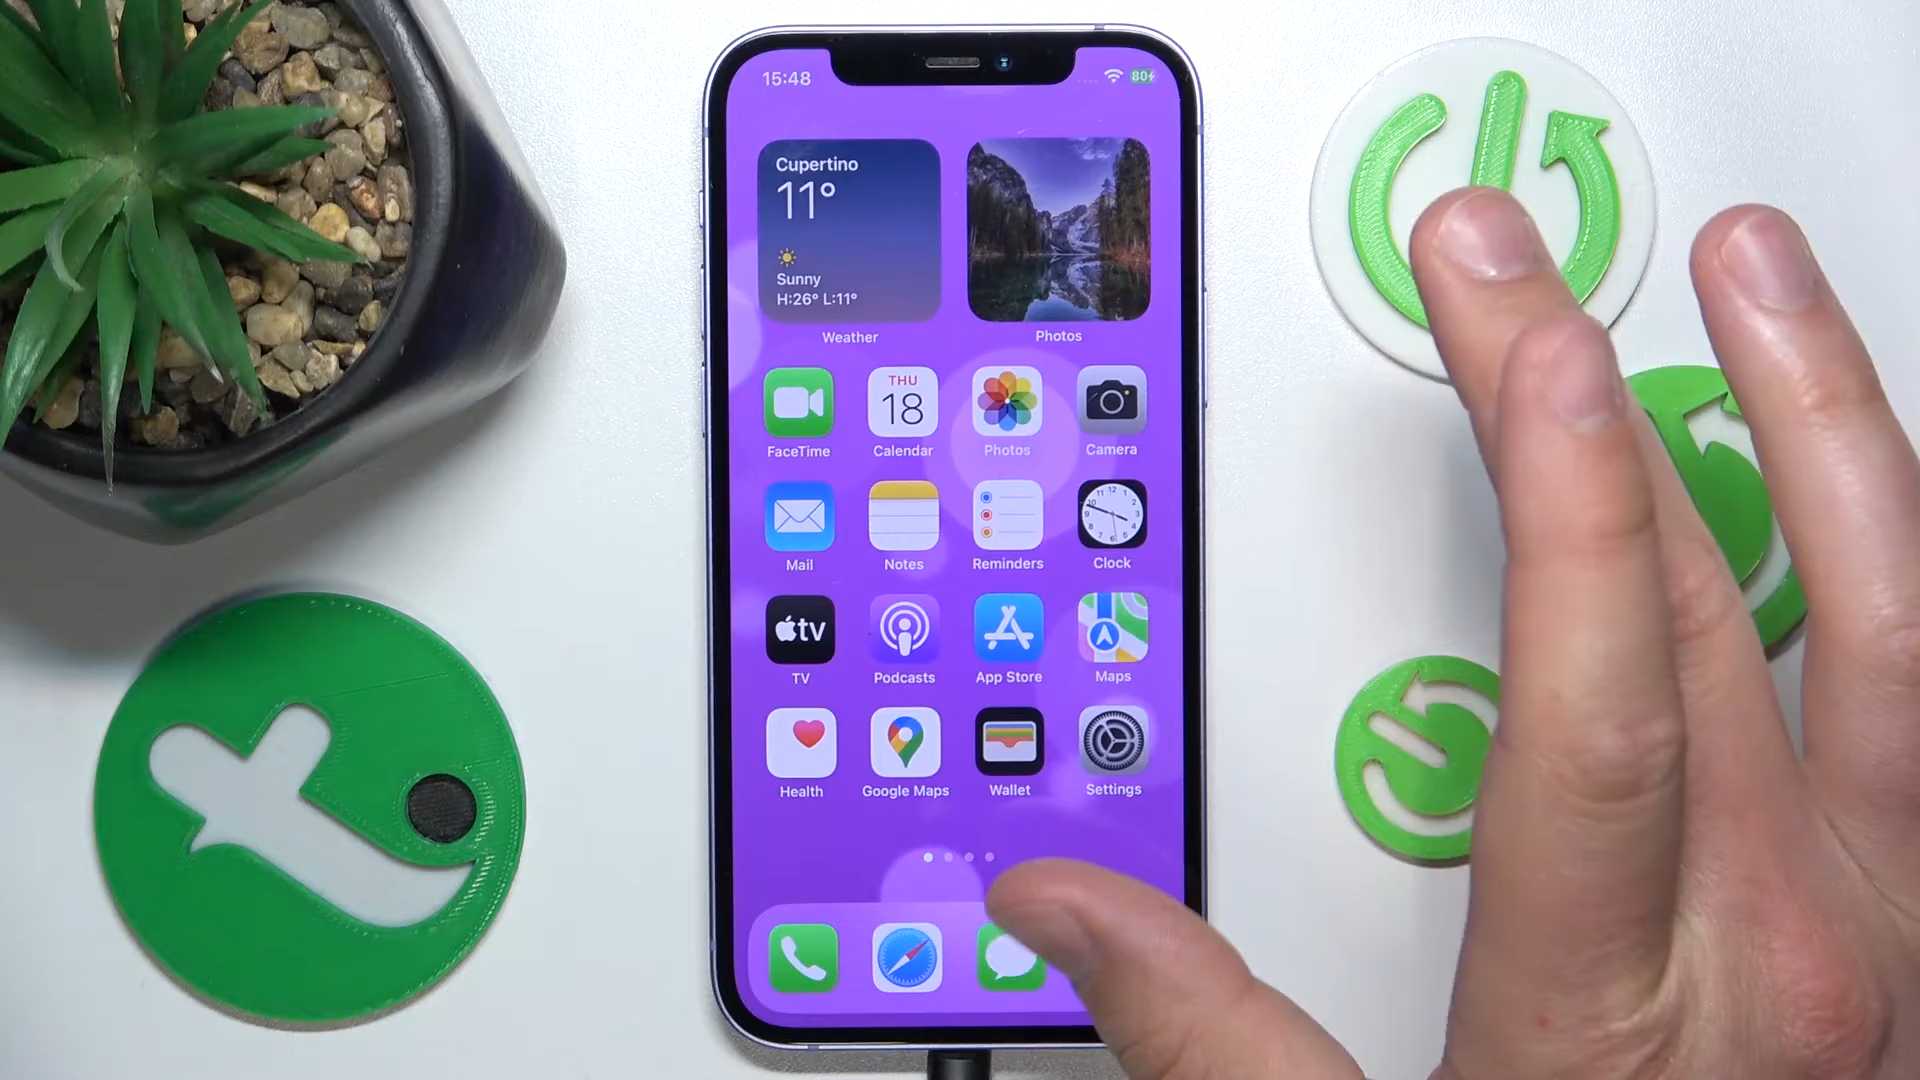 15:48
80
Cupertino
11°
Sunny
H:26° L:11°
Weather
Photos
THU
18
FaceTime
Calendar
Photos
Camera
Mail
Notes
Reminders
Clock
tv
TV
Podcasts
App Store
Maps
Health
Google Maps
Wallet
Settings